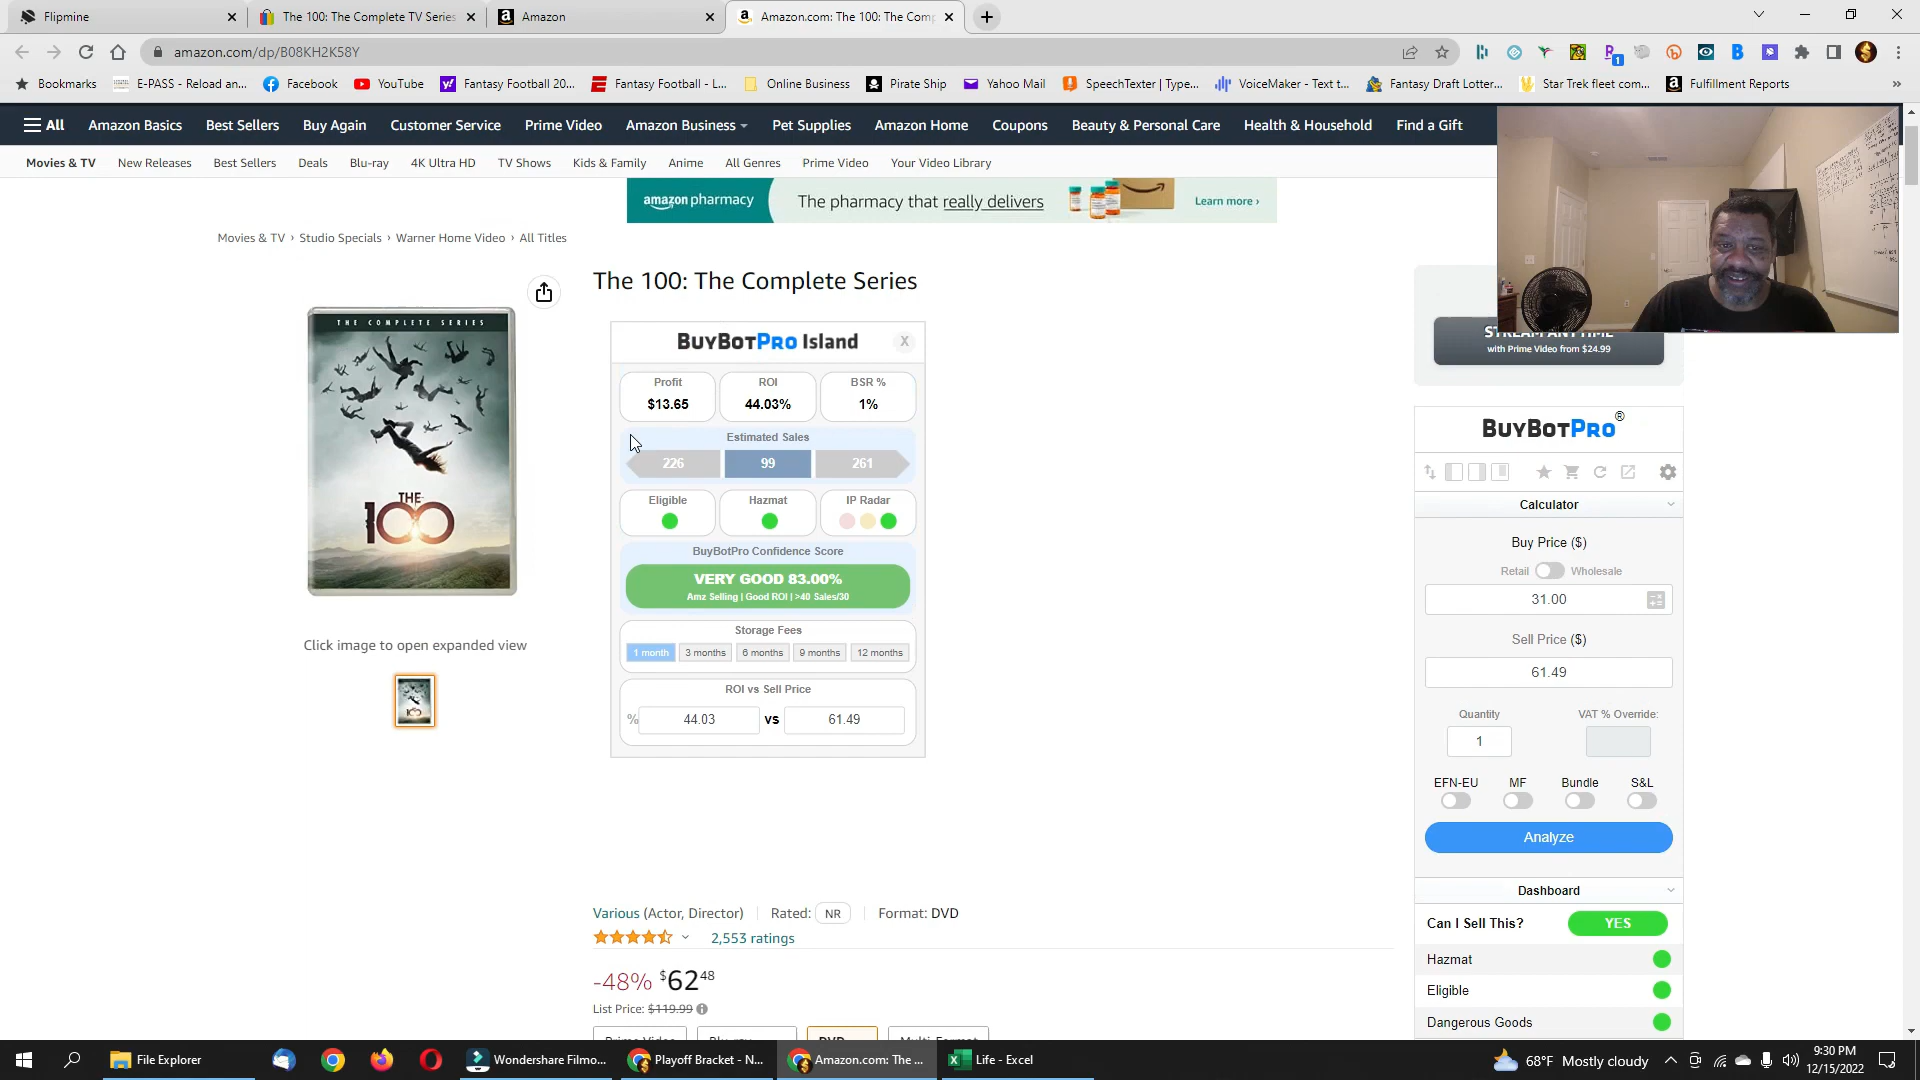 Flipmine
The 100: The Complete TV Series
Amazon
Amazon.com: The 100: The Comp
amazon.com/dp/B08KH2K58Y
1
Bookmarks
E-PASS - Reload an...
Facebook
YouTube
Fantasy Football 20...
Fantasy Football - L...
Online Business
Pirate Ship
Yahoo Mail
SpeechTexter | Type...
VoiceMaker - Text t...
Fantasy Draft Lotter...
Star Trek fleet com...
Fulfillment Reports
All
Amazon Basics
Best Sellers
Buy Again
Customer Service
Prime Video
Amazon Business
Pet Supplies
Amazon Home
Coupons
Beauty & Personal Care
Health & Household
Find a Gift
Movies & TV
New Releases
Best Sellers
Deals
Blu-ray
4K Ultra HD
TV Shows
Kids & Family
Anime
All Genres
Prime Video
Your Video Library
amazon pharmacy
The pharmacy that really delivers
Learn more ›
Movies & TV › Studio Specials › Warner Home Video › All Titles
THE COMPLETE SERIES
THE
100
Click image to open expanded view
THE
100
The 100: The Complete Series
BUYBOTPRO Island
X
Profit
$13.65
ROI
44.03%
BSR %
1%
Estimated Sales
226
99
261
Eligible
Hazmat
IP Radar
BuyBotPro Confidence Score
VERY GOOD 83.00%
Amz Selling | Good ROI | >40 Sales/30
Storage Fees
1 month
3 months
6 months
9 months
12 months
ROI vs Sell Price
%
44.03
vs
61.49
Various (Actor, Director)
Rated: NR
Format: DVD
2,553 ratings
-48% $62 48
List Price: $119.99
Prime Video
Blu-ray
DVD
Multi-Format
STREAM ANYTIME
with Prime Video from $24.99
BUYBOTPRO ®
Calculator
Buy Price ($)
Retail
Wholesale
31.00
Sell Price ($)
61.49
Quantity
VAT % Override:
1
EFN-EU
MF
Bundle
S&L
Analyze
Dashboard
Can I Sell This?
YES
Hazmat
Eligible
Dangerous Goods
File Explorer
Wondershare Filmo...
Playoff Bracket - N...
Amazon.com: The ...
Life - Excel
68°F Mostly cloudy
9:30 PM
12/15/2022